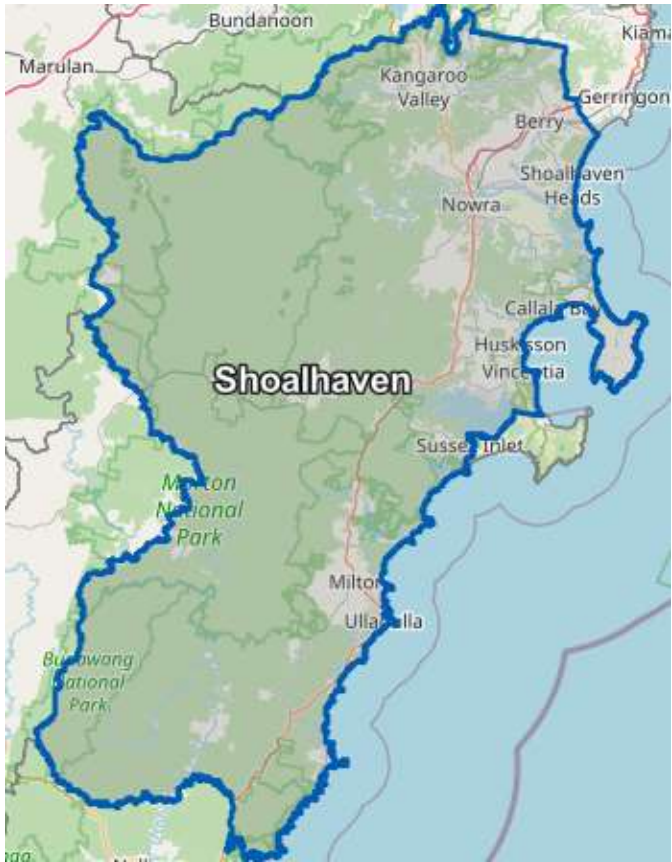 Bundanoon
Kiama
Marulan
Kangaroo
Valley
Gerringong
Berry
Shoalhaven
Heads
Nowra
Callala Bay
Huskisson
Vincentia
Shoalhaven
Sussex Inlet
Morton
National
Park
Milton
Ulladulla
Budawang
National
Park